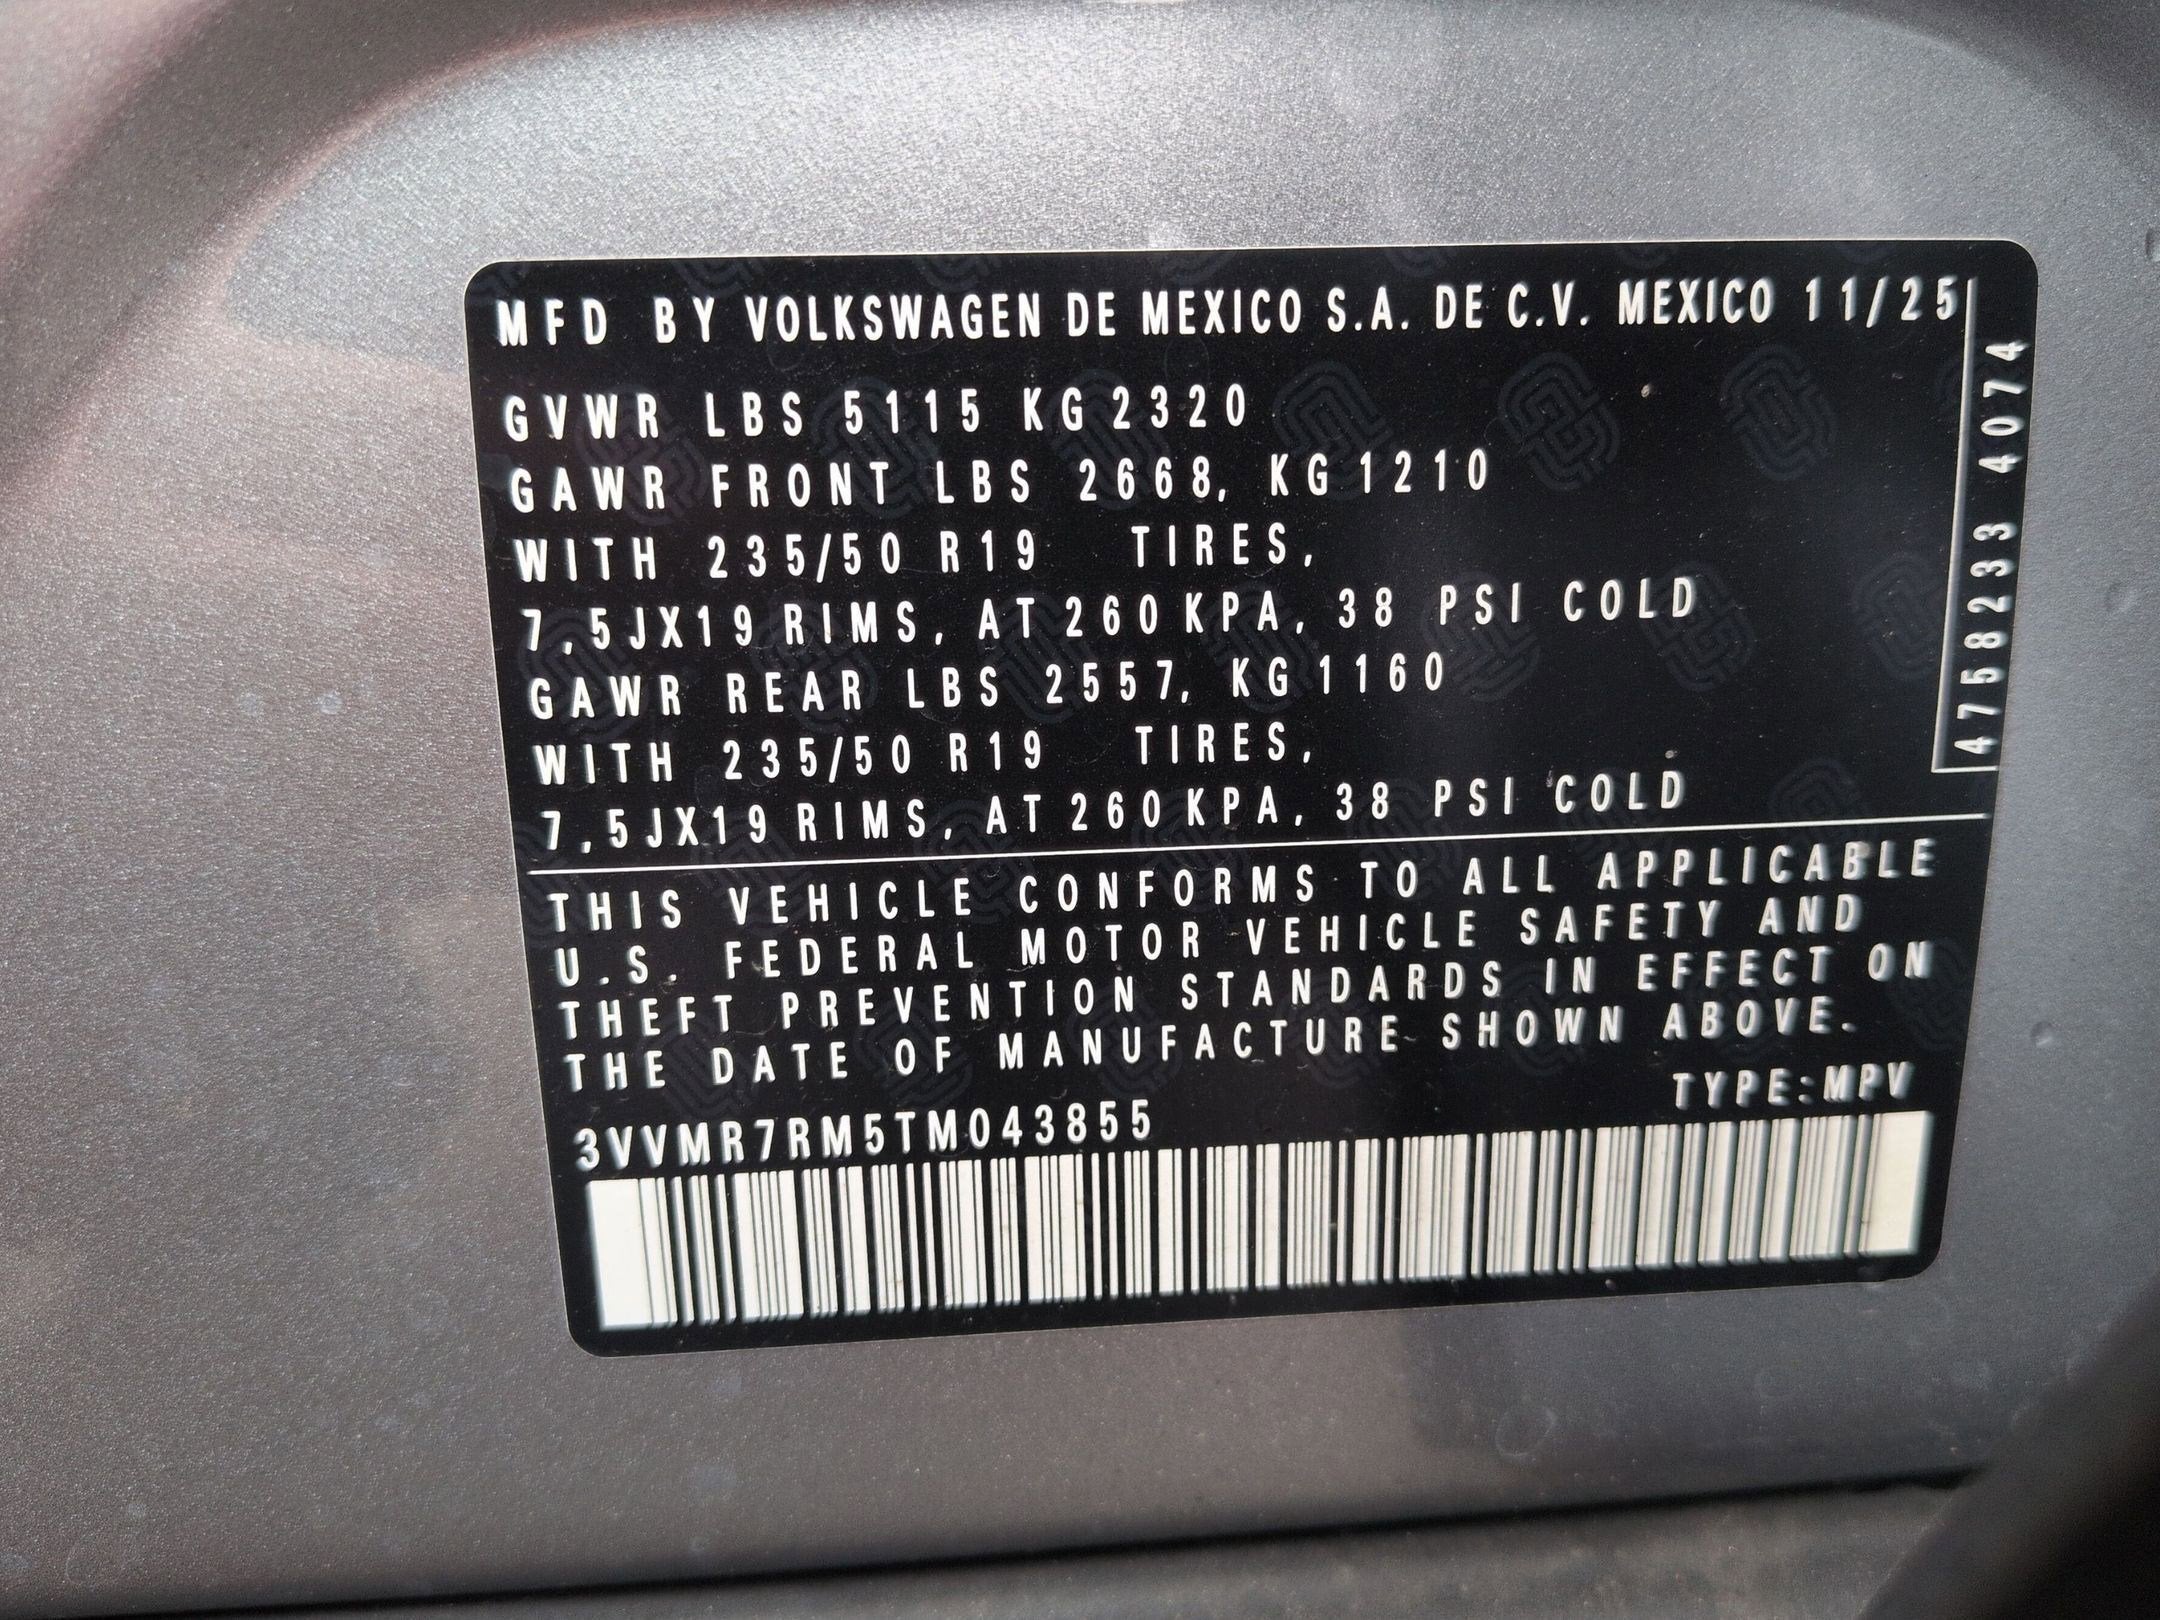 MFD BY VOLKSWAGEN DE MEXICO S.A. DE C.V. MEXICO 11/25
GVWR LBS 5115 KG 2320
GAWR FRONT LBS 2668, KG 1210
WITH 235/50 R19 TIRES,
7,5JX19 RIMS, AT 260 KPA, 38 PSI COLD
GAWR REAR LBS 2557, KG 1160
WITH 235/50 R19 TIRES,
7,5JX19 RIMS, AT 260 KPA, 38 PSI COLD
4758233 4074
THIS VEHICLE CONFORMS TO ALL APPLICABLE
U.S. FEDERAL MOTOR VEHICLE SAFETY AND
THEFT PREVENTION STANDARDS IN EFFECT ON
THE DATE OF MANUFACTURE SHOWN ABOVE.
TYPE:MPV
3VVMR7RM5TM043855